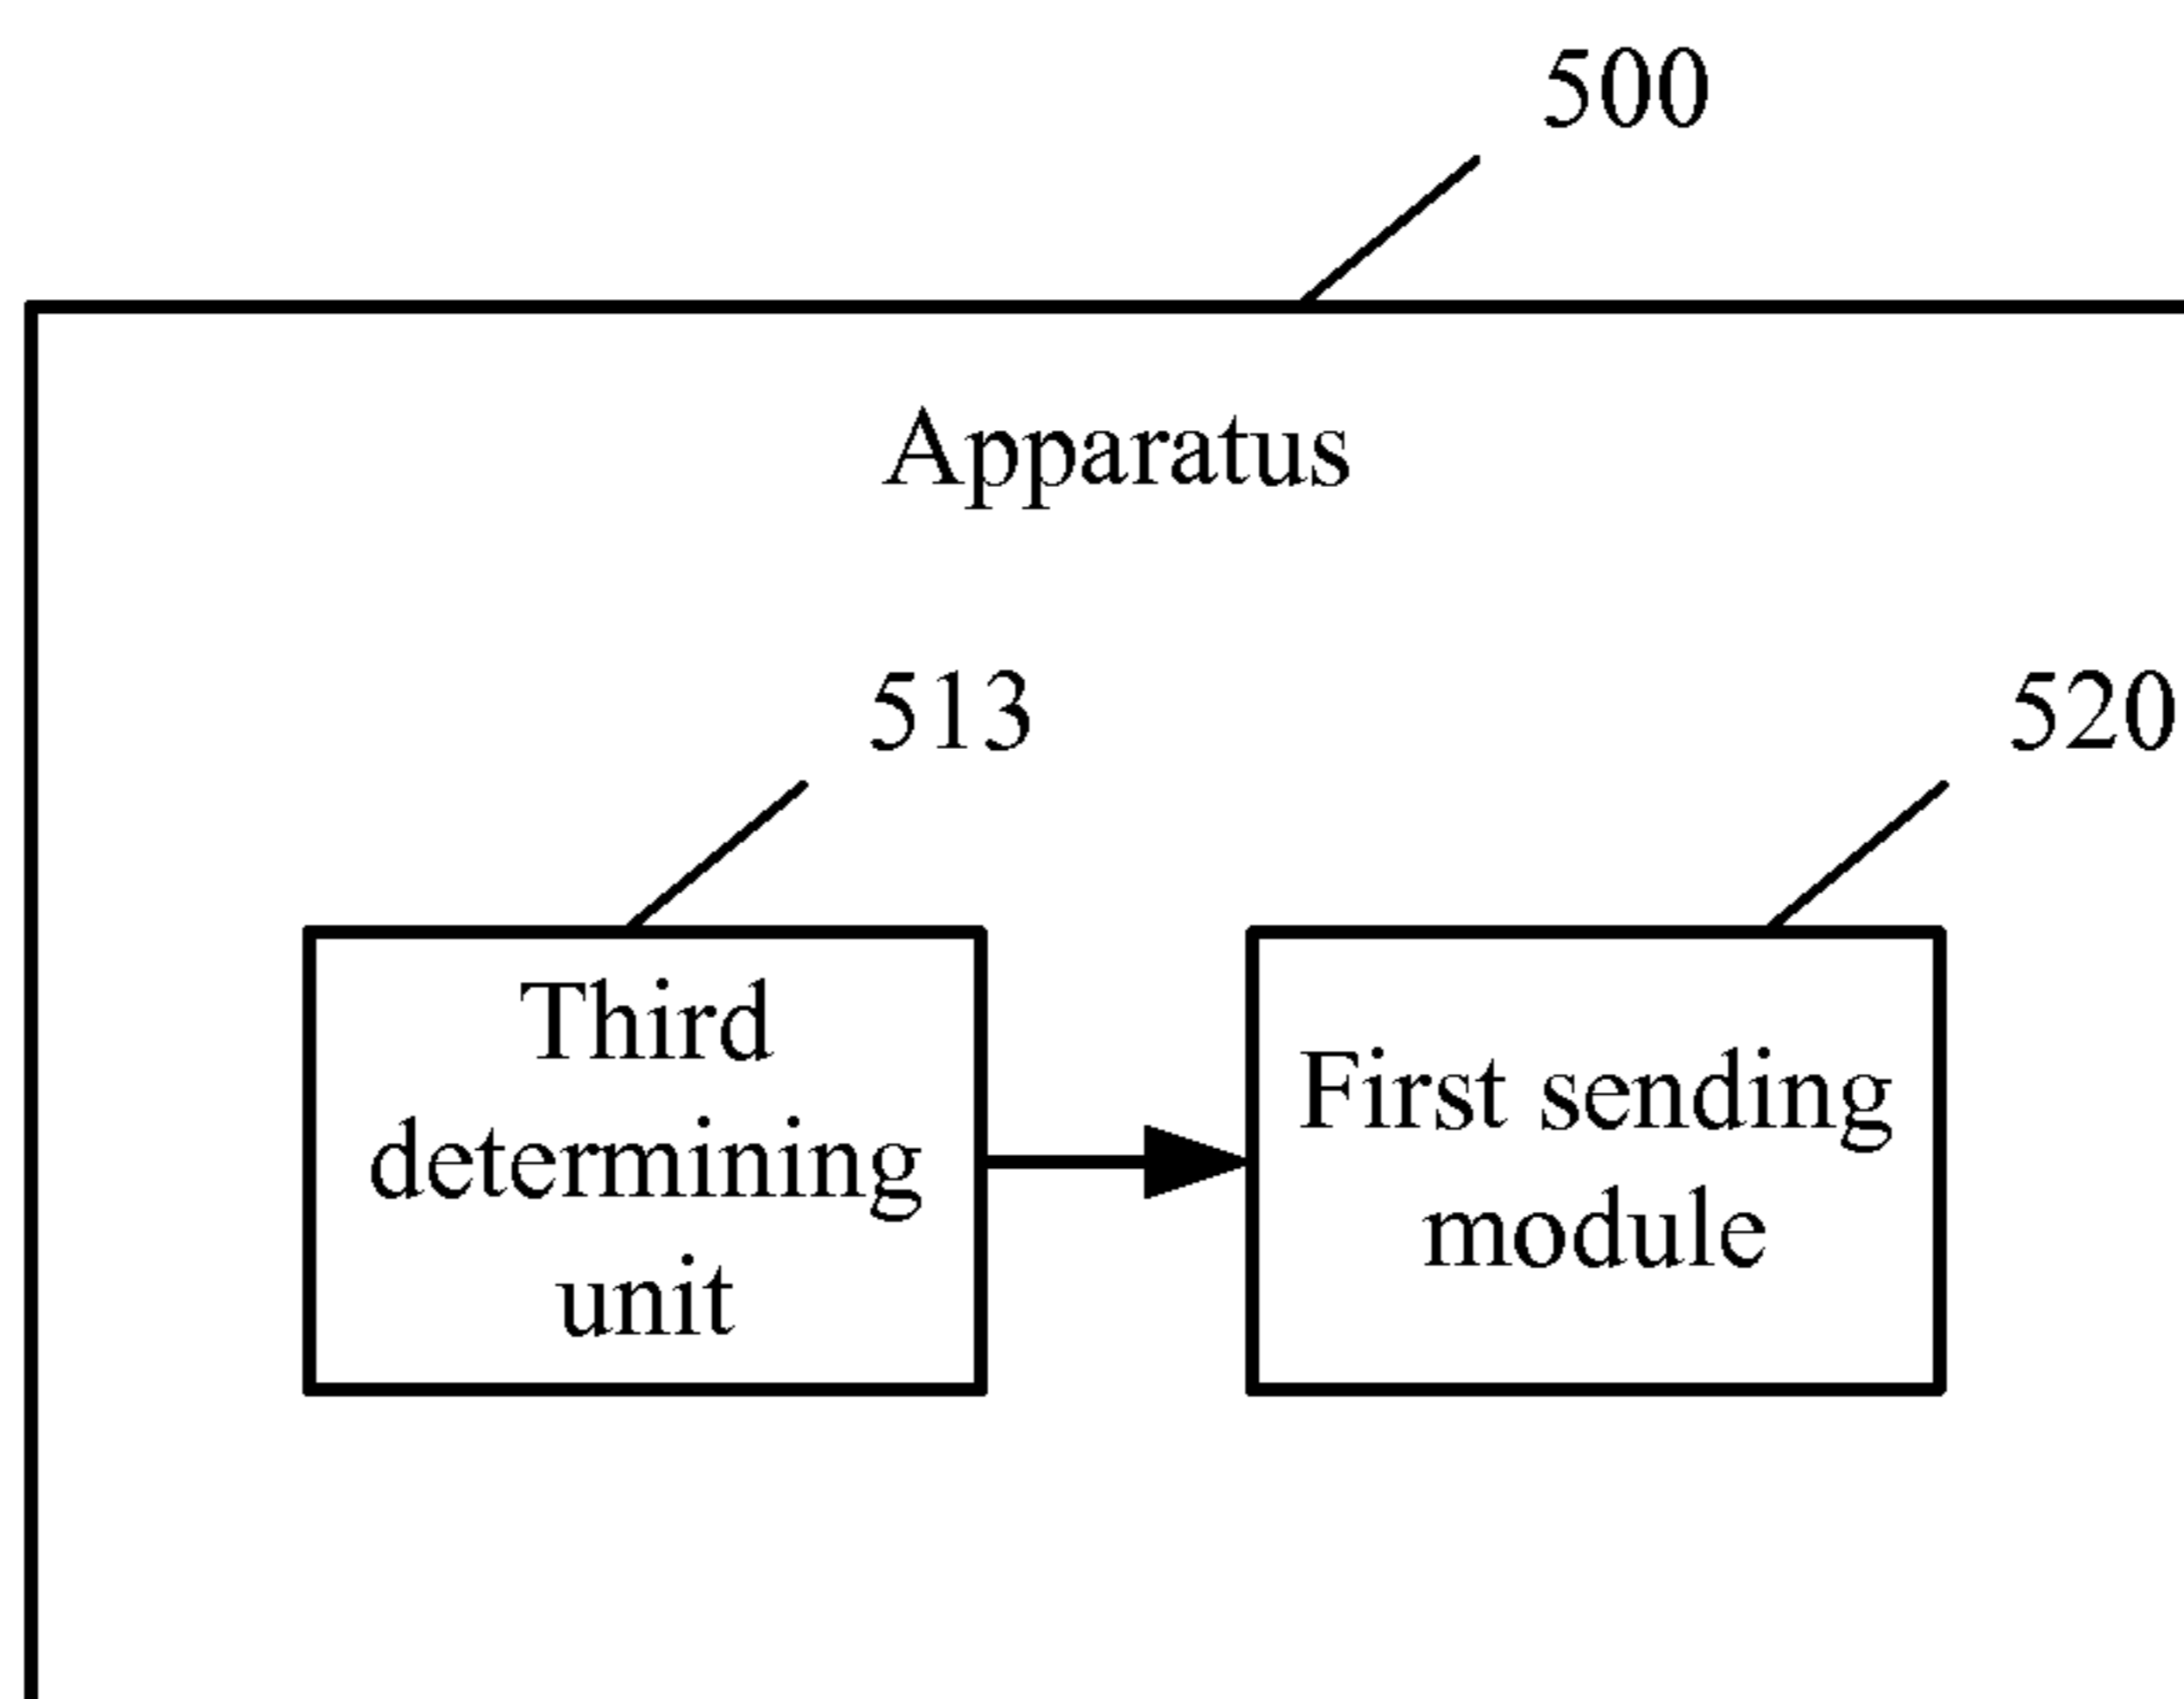 500
Apparatus
513
520
Third
determining
unit
First sending
module